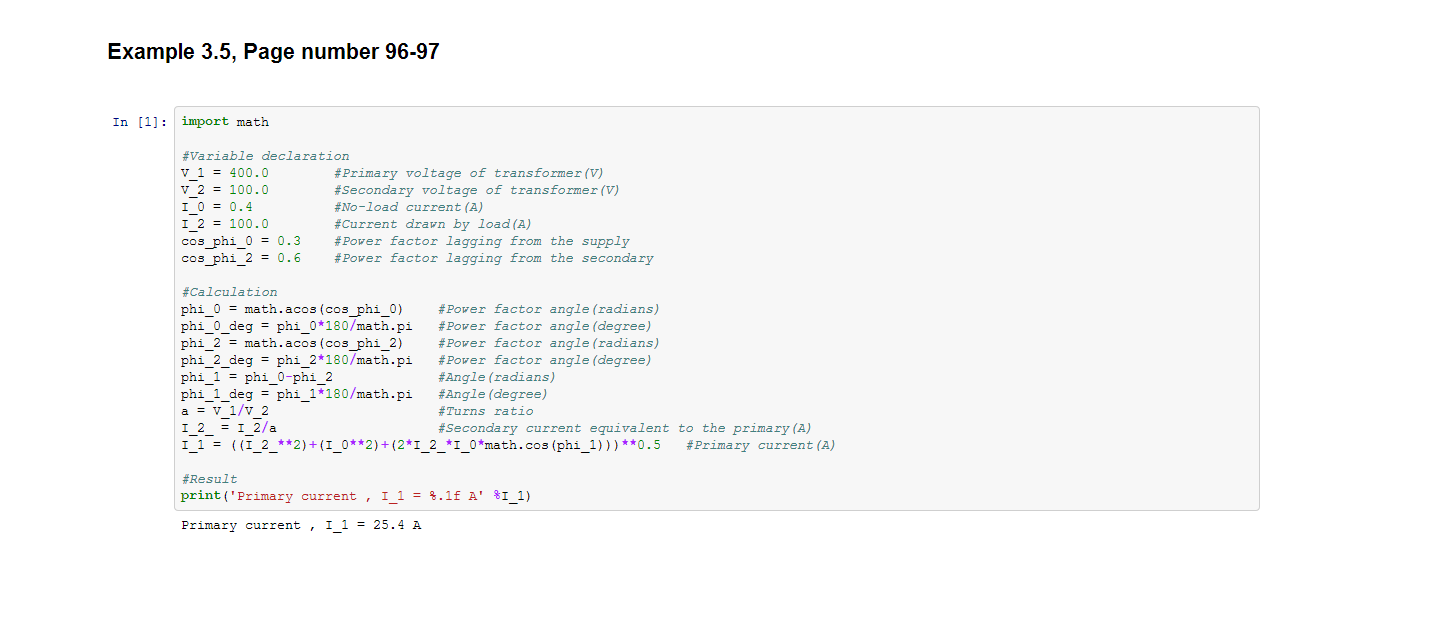 Example 3.5, Page number 96-97
In [1]: import math
#Variable declaration
V_1 = 400.0 #Primary voltage of transformer(V)
V_2 = 100.0 #Secondary voltage of transformer(V)
I_0 = 0.4 #No-load current(A)
I_2 = 100.0 #Current drawn by load(A)
cos_phi_0 = 0.3 #Power factor lagging from the supply
cos_phi_2 = 0.6 #Power factor lagging from the secondary
#Calculation
phi_0 = math.acos(cos_phi_0) #Power factor angle(radians)
phi_0_deg = phi_0*180/math.pi #Power factor angle(degree)
phi_2 = math.acos(cos_phi_2) #Power factor angle(radians)
phi_2_deg = phi_2*180/math.pi #Power factor angle(degree)
phi_1 = phi_0-phi_2 #Angle(radians)
phi_1_deg = phi_1*180/math.pi #Angle(degree)
a = V_1/V_2 #Turns ratio
I_2_ = I_2/a #Secondary current equivalent to the primary(A)
I_1 = ((I_2_**2)+(I_0**2)+(2*I_2_*I_0*math.cos(phi_1)))**0.5 #Primary current(A)
#Result
print('Primary current , I_1 = %.1f A' %I_1)
Primary current , I_1 = 25.4 A